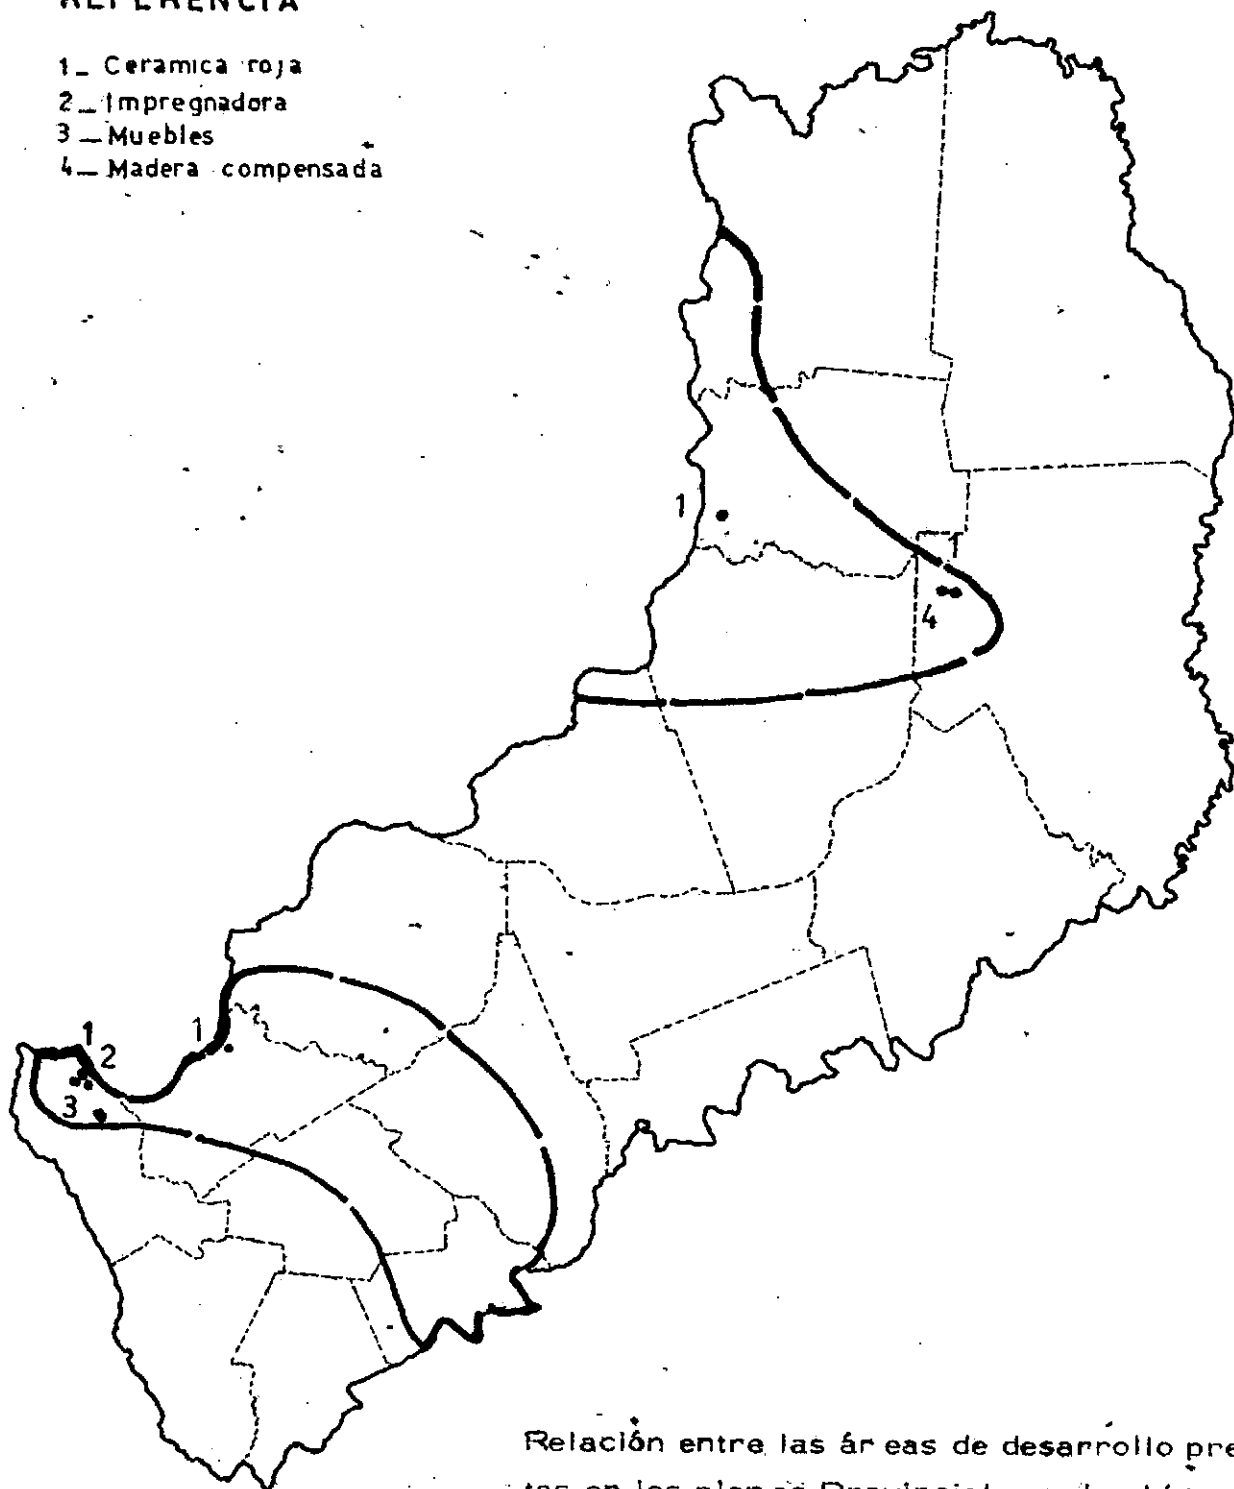 REFERENCIA
1_ Ceramica roja
2_ Impregnadora
3_ Muebles
4_ Madera compensada
1
4
1
2
1
3
Relación entre las ár eas de desarrollo pre